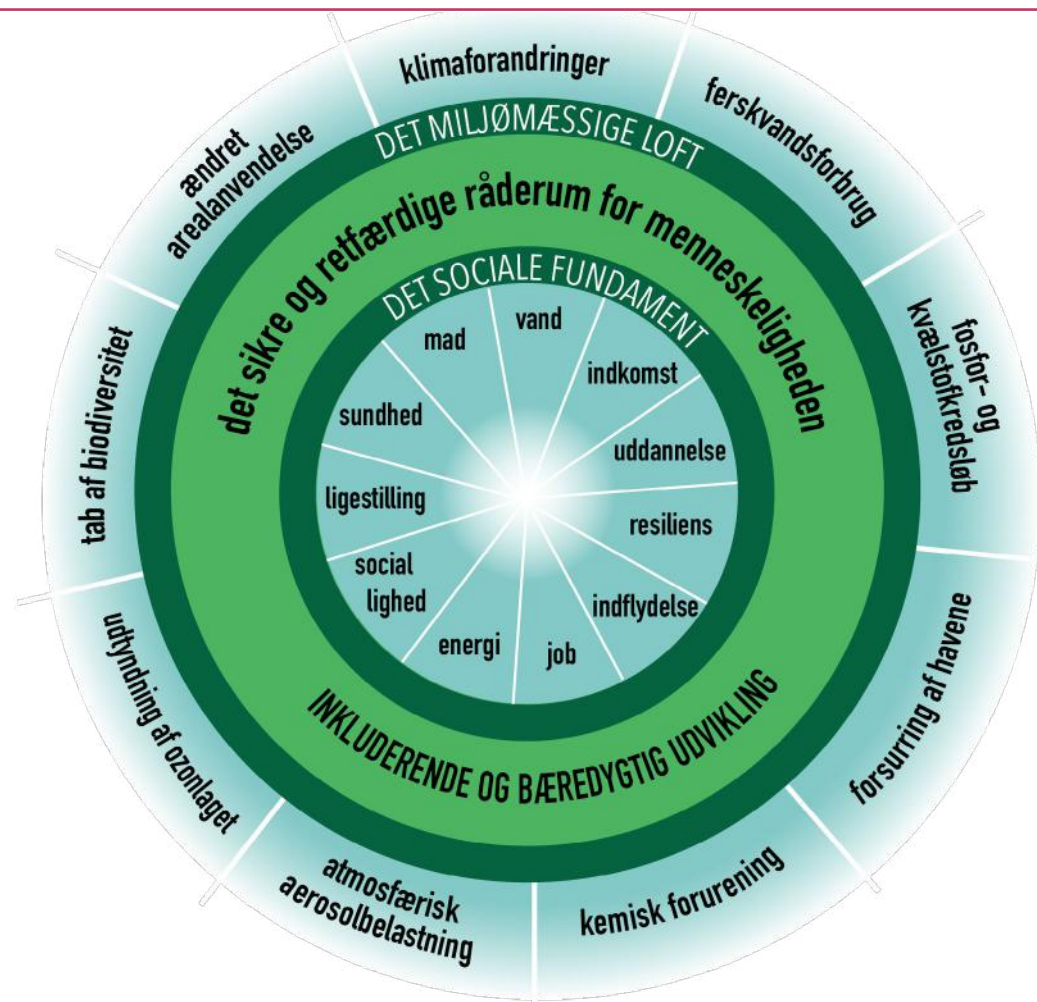 klimaforandringer
ferskvandsforbrug
fosfor- og
kvælstofkredsløb
forsurring af havene
kemisk forurening
atmosfærisk
aerosolbelastning
udtyndning af ozonlaget
tab af biodiversitet
ændret
arealanvendelse
DET MILJØMÆSSIGE LOFT
det sikre og retfærdige råderum for menneskeligheden
DET SOCIALE FUNDAMENT
vand
indkomst
uddannelse
resiliens
indflydelse
job
energi
social
lighed
ligestilling
sundhed
mad
INKLUDERENDE OG BÆREDYGTIG UDVIKLING